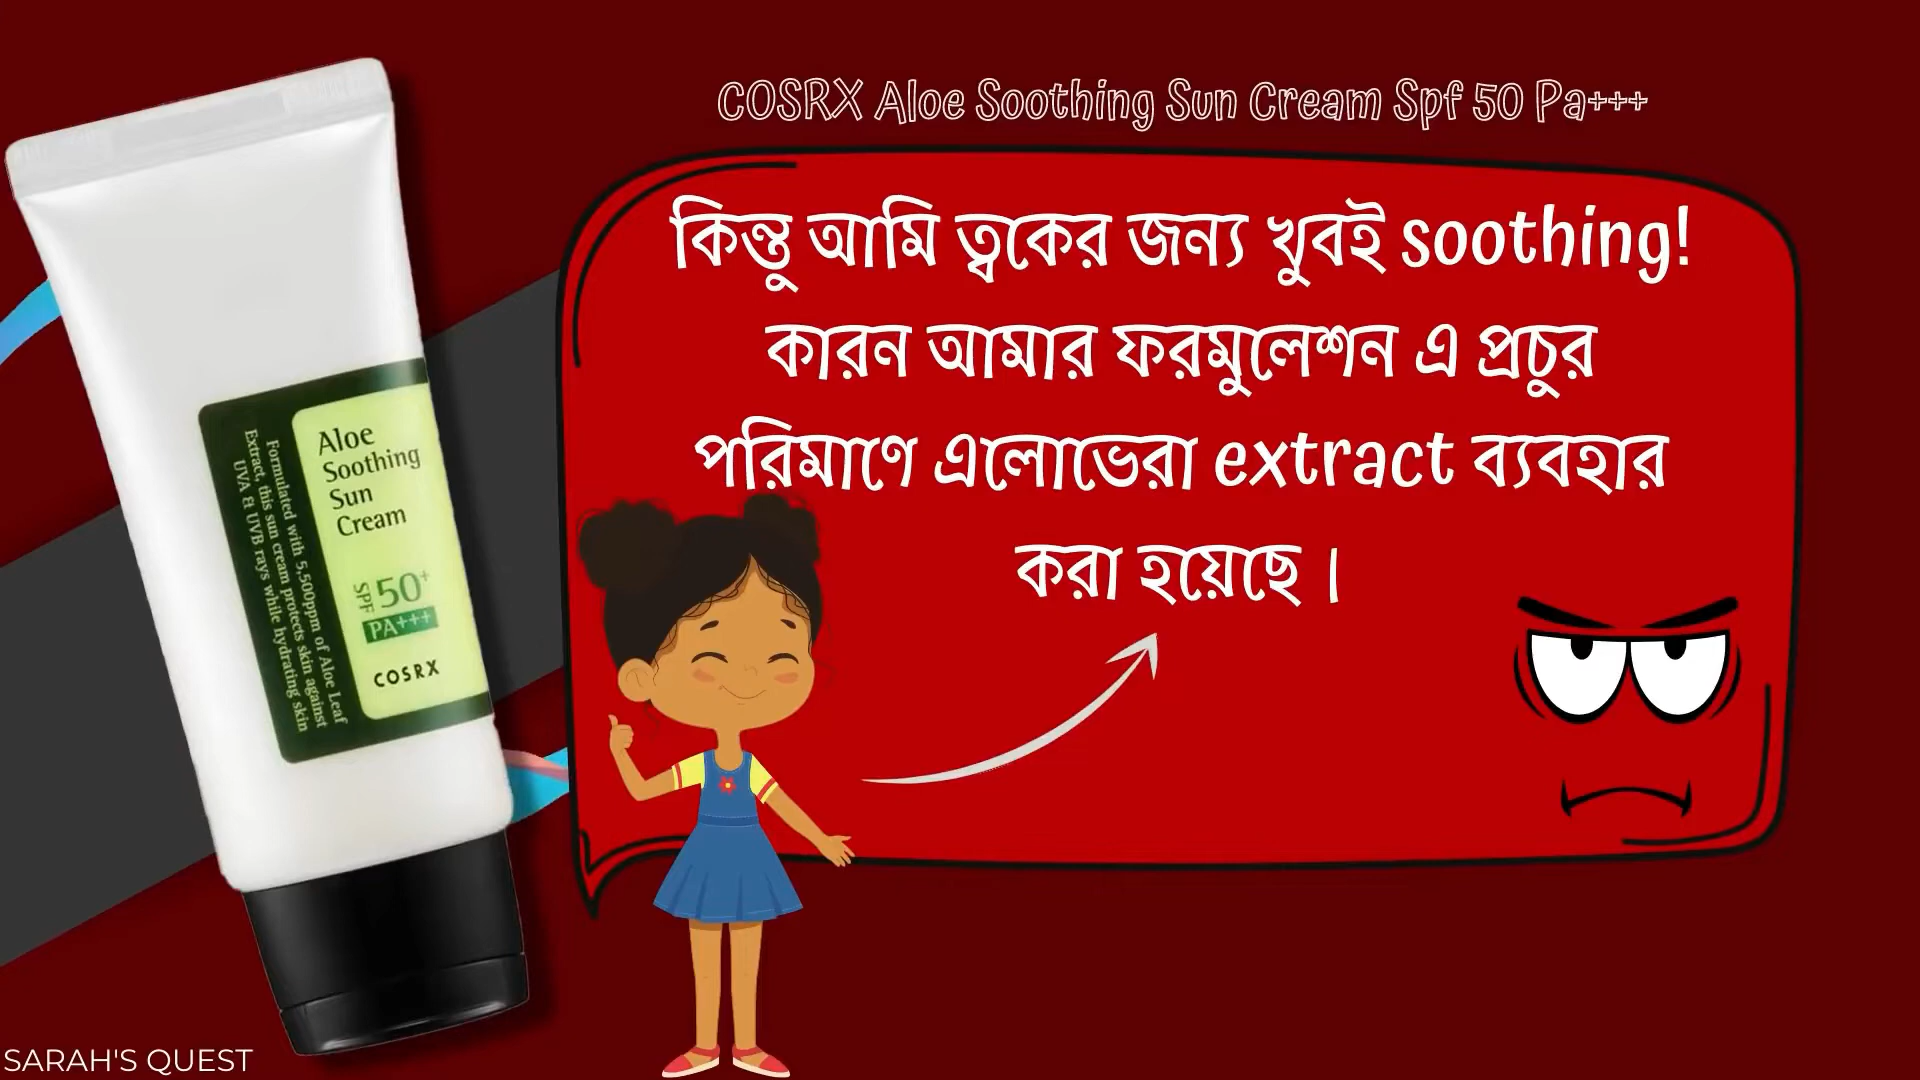 COSRX Aloe Soothing Sun Cream Spf 50 Pa+++
কিন্তু আমি ত্বকের জন্য খুবই soothing!
কারন আমার ফরমুলেশন এ প্রচুর
পরিমাণে এলোভেরা extract ব্যবহার
করা হয়েছে ।
Aloe
Soothing
Sun
Cream
SPF 50+
PA+++
COSRX
Formulated with 5,500ppm of Aloe Leaf
Extract, this sun cream protects skin against
UVA & UVB rays while hydrating skin
SARAH'S QUEST